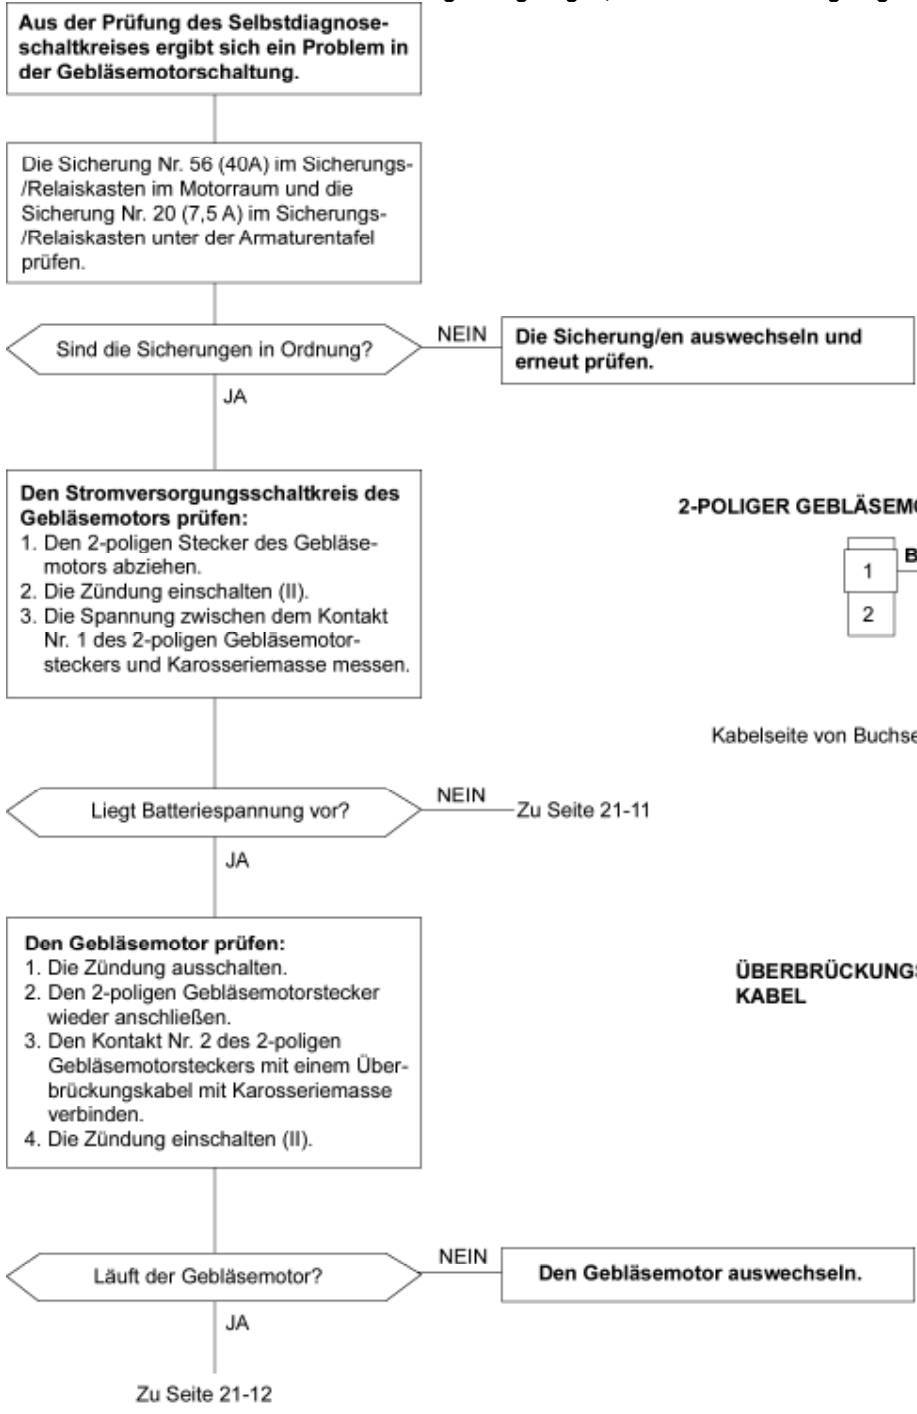 Aus der Prüfung des Selbstdiagnose-
schaltkreises ergibt sich ein Problem in
der Gebläsemotorschaltung.
Die Sicherung Nr. 56 (40A) im Sicherungs-
/Relaiskasten im Motorraum und die
Sicherung Nr. 20 (7,5 A) im Sicherungs-
/Relaiskasten unter der Armaturentafel
prüfen.
Sind die Sicherungen in Ordnung?
NEIN
Die Sicherung/en auswechseln und
erneut prüfen.
JA
Den Stromversorgungsschaltkreis des
Gebläsemotors prüfen:
1. Den 2-poligen Stecker des Gebläse-
motors abziehen.
2. Die Zündung einschalten (II).
3. Die Spannung zwischen dem Kontakt
Nr. 1 des 2-poligen Gebläsemotor-
steckers und Karosseriemasse messen.
2-POLIGER GEBLÄSEMO
B
1
2
Kabelseite von Buchse
Liegt Batteriespannung vor?
NEIN
Zu Seite 21-11
JA
Den Gebläsemotor prüfen:
1. Die Zündung ausschalten.
2. Den 2-poligen Gebläsemotorstecker
wieder anschließen.
3. Den Kontakt Nr. 2 des 2-poligen
Gebläsemotorsteckers mit einem Über-
brückungskabel mit Karosseriemasse
verbinden.
4. Die Zündung einschalten (II).
ÜBERBRÜCKUNGS
KABEL
Läuft der Gebläsemotor?
NEIN
Den Gebläsemotor auswechseln.
JA
Zu Seite 21-12